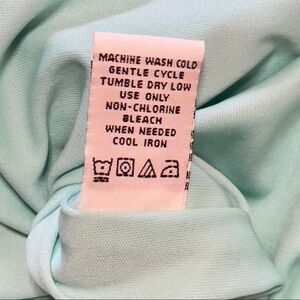 MACHINE WASH COLD
GENTLE CYCLE
TUMBLE DRY LOW
USE ONLY
NON-CHLORINE
BLEACH
WHEN NEEDED
COOL IRON